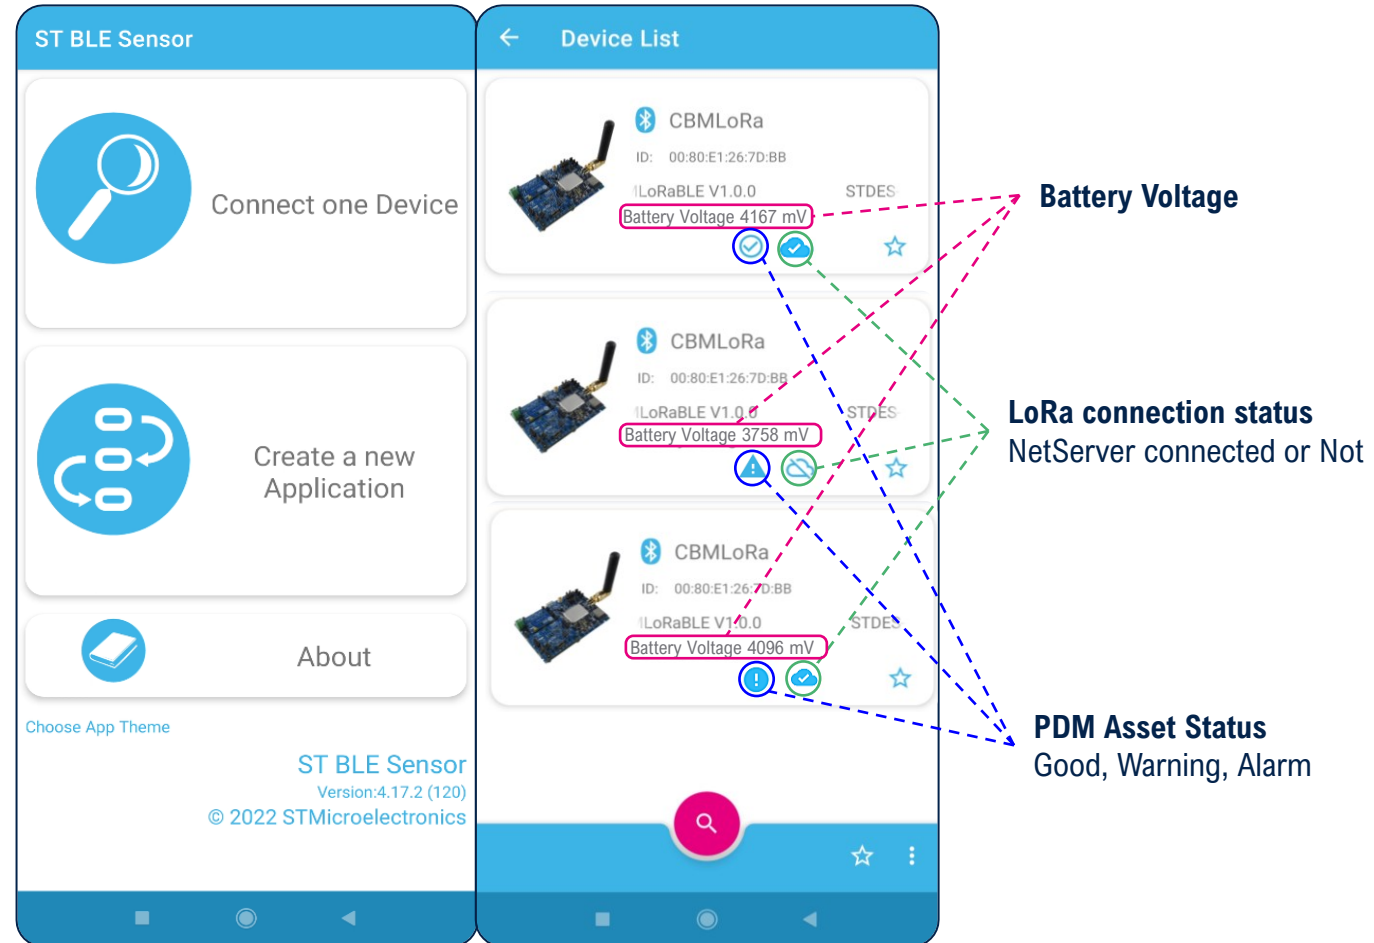 ST BLE Sensor
Connect one Device
Create a new
Application
About
Choose App Theme
ST BLE Sensor
Version:4.17.2 (120)
© 2022 STMicroelectronics
Device List
CBMLoRa
ID: 00:80:E1:26:7D:BB
LoRaBLE V1.0.0 STDES-
Battery Voltage 4167 mV
CBMLoRa
ID: 00:80:E1:26:7D:BB
LoRaBLE V1.0.0 STDES-
Battery Voltage 3758 mV
CBMLoRa
ID: 00:80:E1:26:7D:BB
LoRaBLE V1.0.0 STDES-
Battery Voltage 4096 mV
Battery Voltage
LoRa connection status
NetServer connected or Not
PDM Asset Status
Good, Warning, Alarm